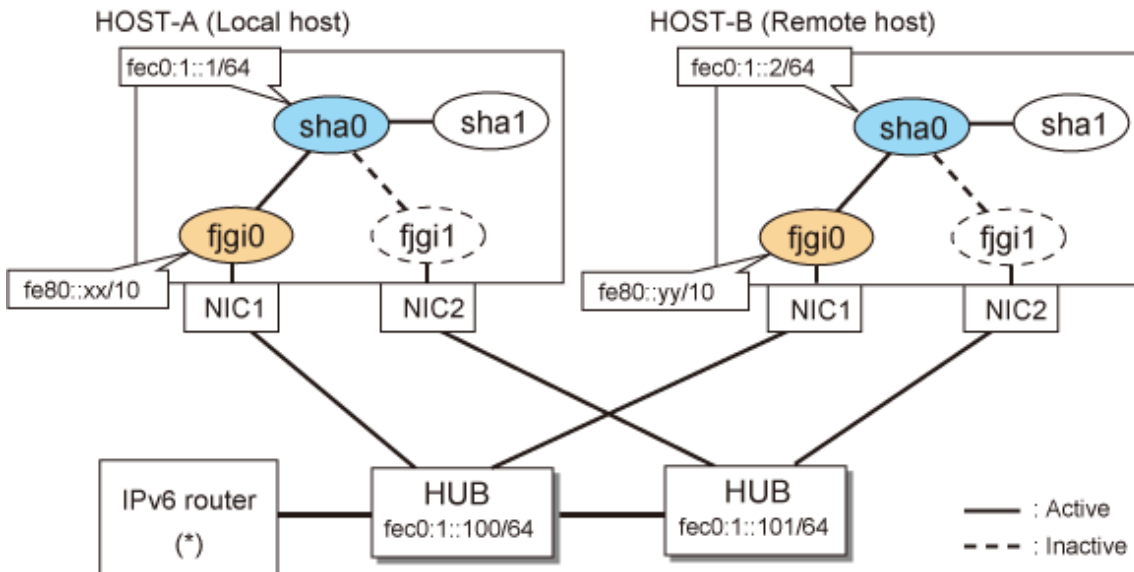 HOST-A (Local host)
HOST-B (Remote host)
fec0:1::1/64
fec0:1::2/64
sha0
sha1
sha0
sha1
fjgi0
fjgi1
fjgi0
fjgi1
fe80::xx/10
fe80::yy/10
NIC1
NIC2
NIC1
NIC2
IPv6 router
(*)
HUB
fec0:1::100/64
HUB
fec0:1::101/64
: Active
: Inactive